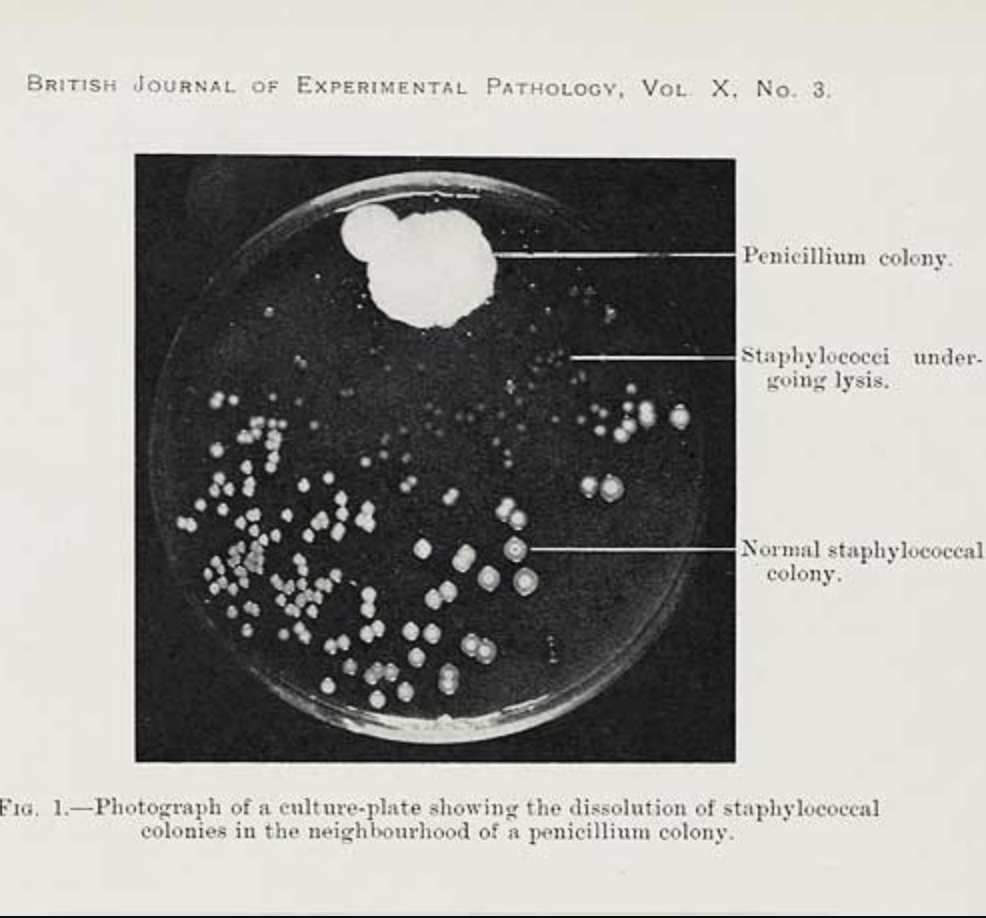 BRITISH JOURNAL OF EXPERIMENTAL PATHOLOGY, VOL. X, NO. 3.
Penicillium colony.
Staphylococci under-
going lysis.
Normal staphylococcal
colony.
FIG. 1.—Photograph of a culture-plate showing the dissolution of staphylococcal
colonies in the neighbourhood of a penicillium colony.